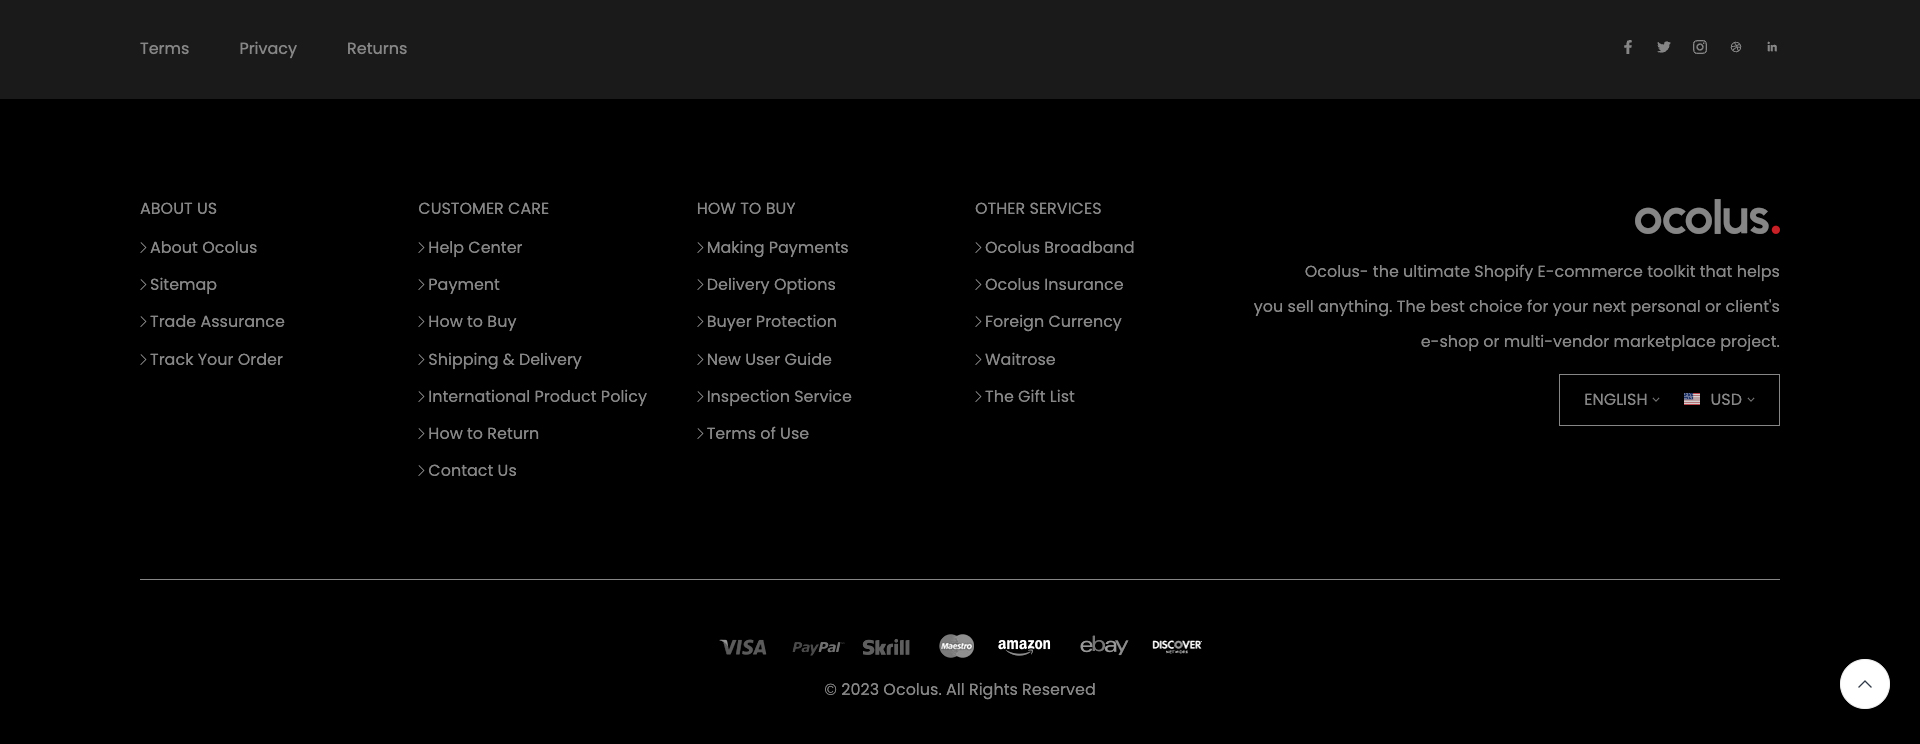 Terms
Privacy
Returns
ABOUT US
About Ocolus
Sitemap
Trade Assurance
Track Your Order
CUSTOMER CARE
Help Center
Payment
How to Buy
Shipping & Delivery
International Product Policy
How to Return
Contact Us
HOW TO BUY
Making Payments
Delivery Options
Buyer Protection
New User Guide
Inspection Service
Terms of Use
OTHER SERVICES
Ocolus Broadband
Ocolus Insurance
Foreign Currency
Waitrose
The Gift List
ocolus.
Ocolus- the ultimate Shopify E-commerce toolkit that helps
you sell anything. The best choice for your next personal or client's
e-shop or multi-vendor marketplace project.
ENGLISH
USD
VISA
PayPal
Skrill
Maestro
amazon
ebay
DISCOVER
NETWORK
© 2023 Ocolus. All Rights Reserved